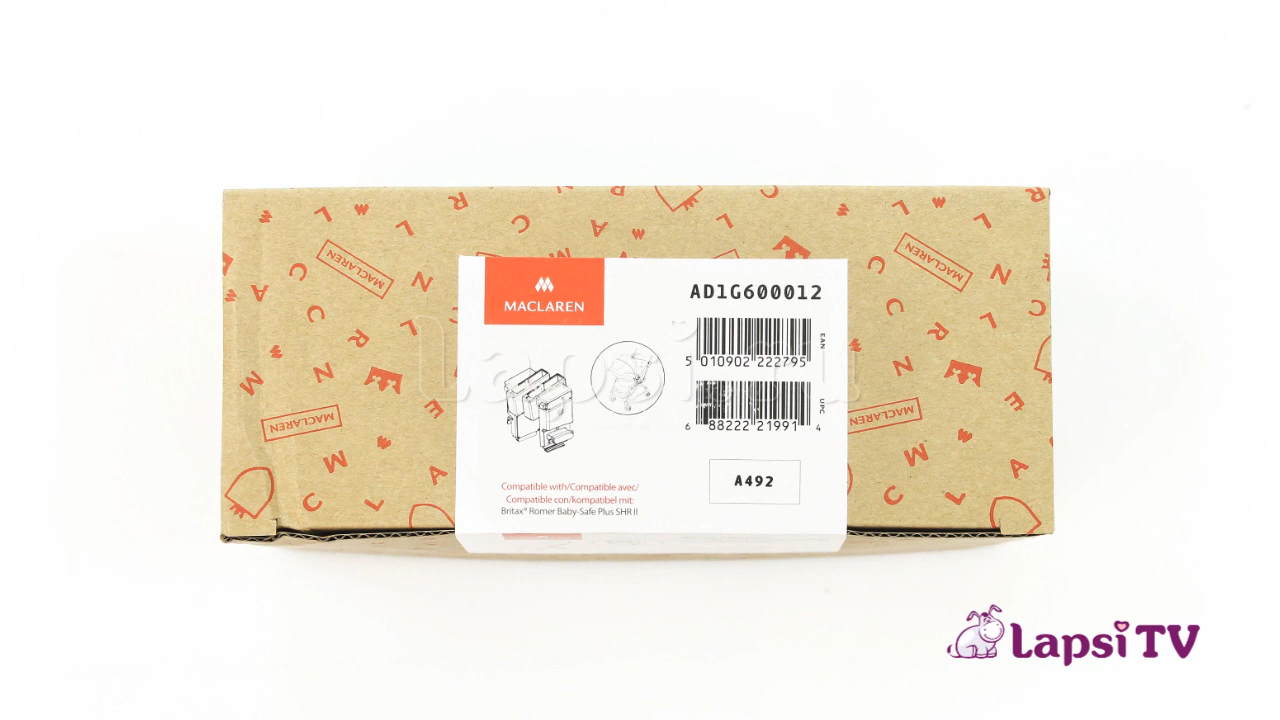 MACLAREN
MACLAREN
MACLAREN
AD1G600012
EAN
5 010902 222795
UPC
6 88222 21991 4
A492
MACLAREN
MACLAREN
Compatible with/Compatible avec/
Compatible con/kompatibel mit:
Britax® Romer Baby-Safe Plus SHR II
Lapsi TV